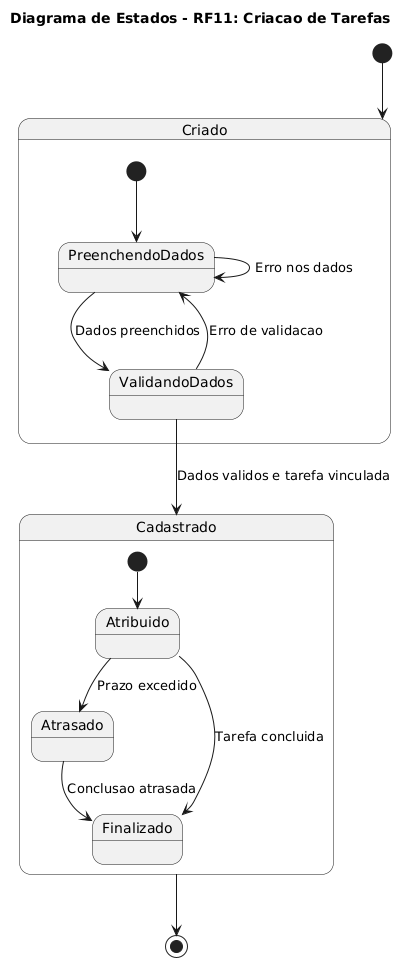 Diagrama de Estados - RF11: Criacao de Tarefas
Criado
PreenchendoDados
Erro nos dados
Dados preenchidos
Erro de validacao
ValidandoDados
Dados validos e tarefa vinculada
Cadastrado
Atribuido
Prazo excedido
Atrasado
Tarefa concluida
Conclusao atrasada
Finalizado